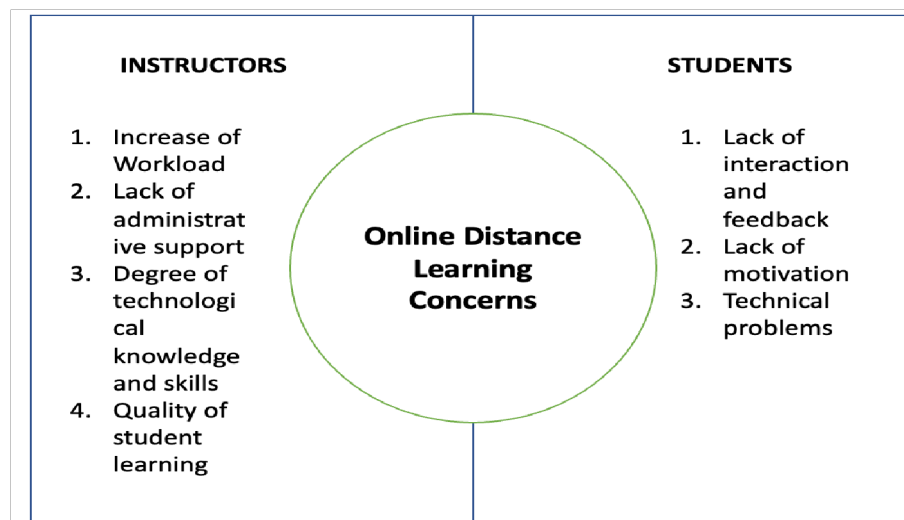 INSTRUCTORS
1. Increase of
Workload
2. Lack of
administrat
ive support
3. Degree of
technologi
cal
knowledge
and skills
4. Quality of
student
learning
Online Distance
Learning
Concerns
STUDENTS
1. Lack of
interaction
and
feedback
2. Lack of
motivation
3. Technical
problems